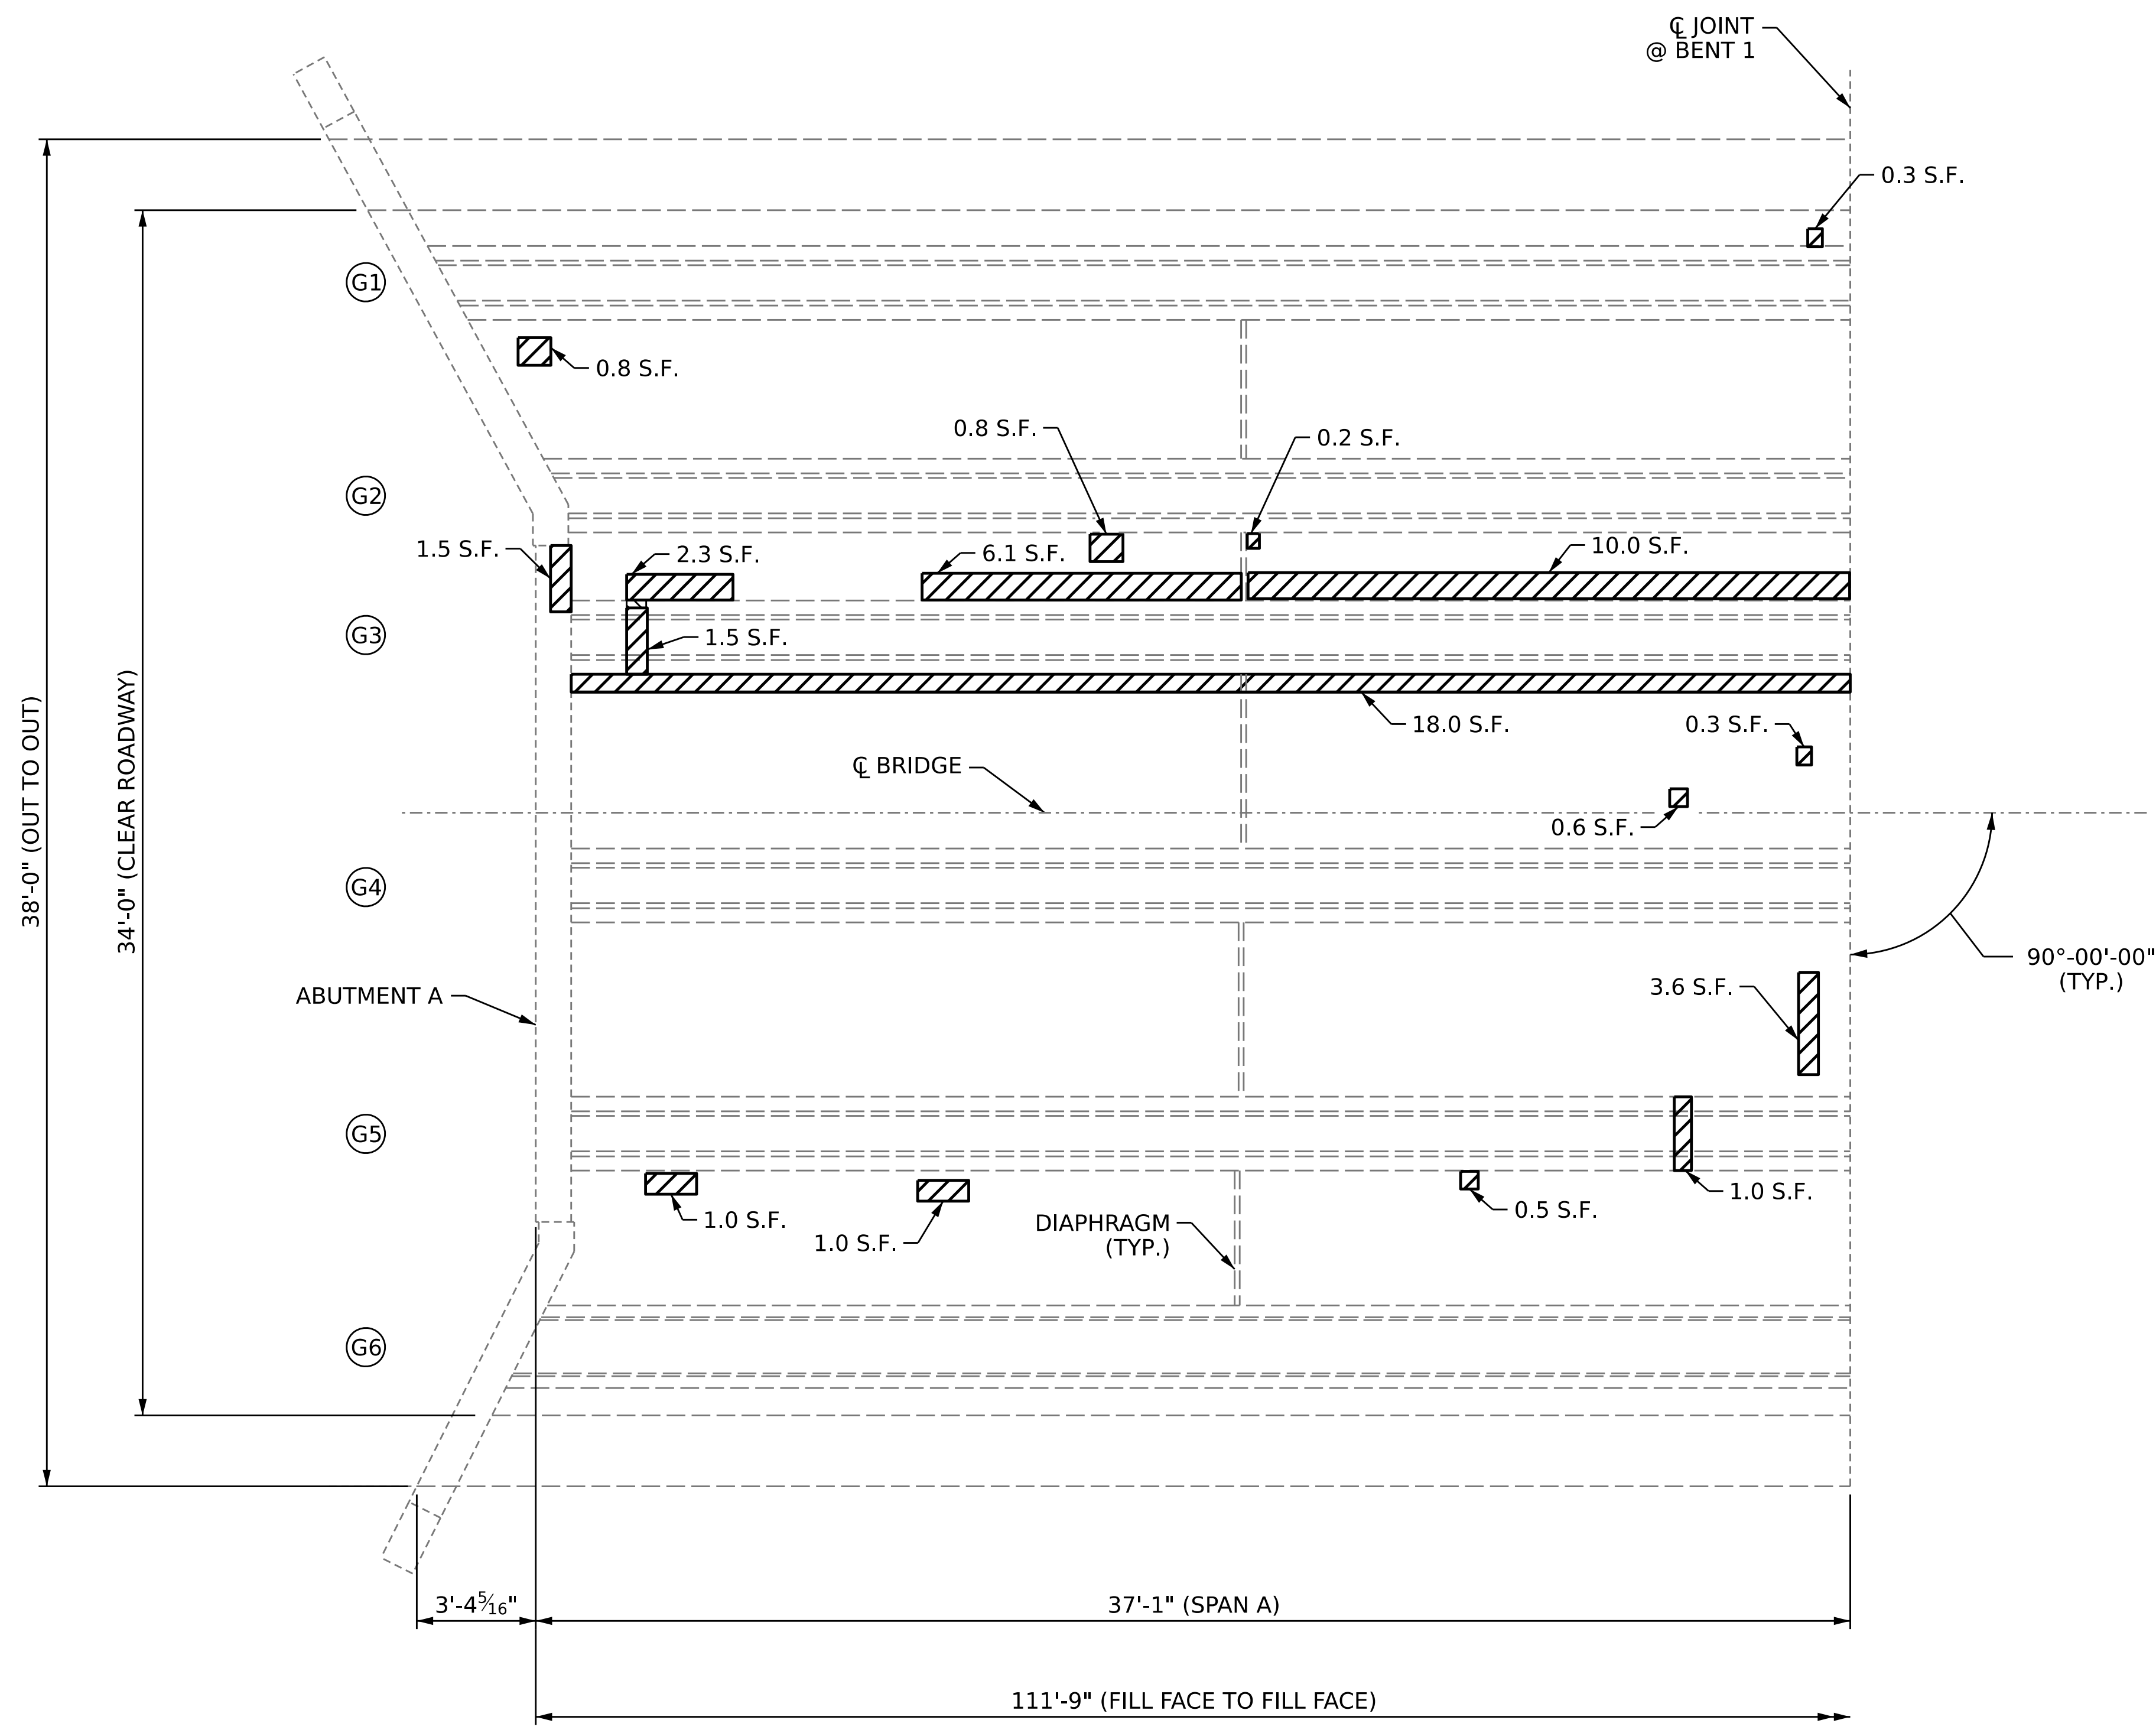 ℄ JOINT
@ BENT 1
0.3 S.F.
G1
0.8 S.F.
0.8 S.F.
0.2 S.F.
G2
1.5 S.F.
2.3 S.F.
6.1 S.F.
10.0 S.F.
G3
1.5 S.F.
18.0 S.F.
0.3 S.F.
℄ BRIDGE
0.6 S.F.
38'-0" (OUT TO OUT)
34'-0" (CLEAR ROADWAY)
G4
90°-00'-00"
(TYP.)
ABUTMENT A
3.6 S.F.
G5
1.0 S.F.
1.0 S.F.
1.0 S.F.
0.5 S.F.
DIAPHRAGM
(TYP.)
G6
3'-4 5⁄16"
37'-1" (SPAN A)
111'-9" (FILL FACE TO FILL FACE)